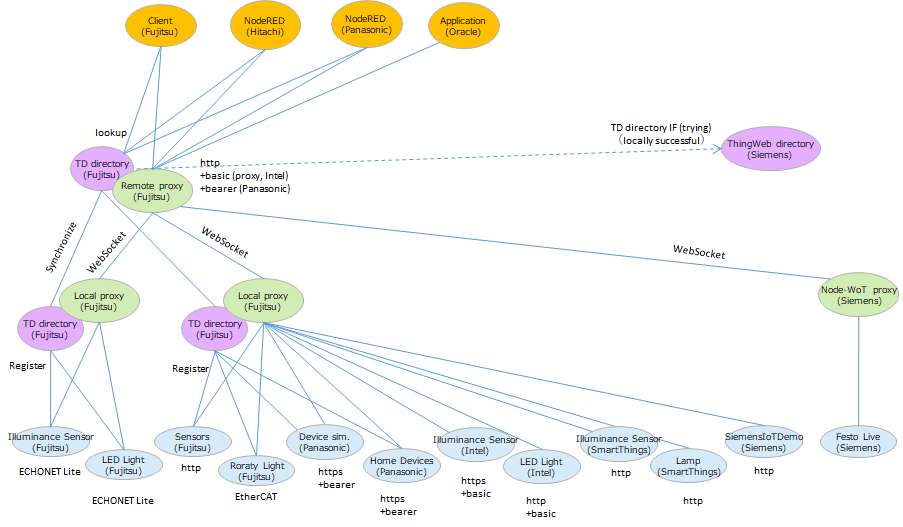 Client
(Fujitsu)
NodeRED
(Hitachi)
NodeRED
(Panasonic)
Application
(Oracle)
lookup
TD directory IF (trying)
（locally successful）
ThingWeb directory
(Siemens)
TD directory
(Fujitsu)
Remote proxy
(Fujitsu)
http
+basic (proxy, Intel)
+bearer (Panasonic)
Synchronize
WebSocket
WebSocket
WebSocket
Local proxy
(Fujitsu)
TD directory
(Fujitsu)
Local proxy
(Fujitsu)
TD directory
(Fujitsu)
Node-WoT proxy
(Siemens)
Register
Register
Illuminance Sensor
(Fujitsu)
ECHONET Lite
LED Light
(Fujitsu)
ECHONET Lite
Sensors
(Fujitsu)
http
Roraty Light
(Fujitsu)
EtherCAT
Device sim.
(Panasonic)
https
+bearer
Home Devices
(Panasonic)
https
+bearer
Illuminance Sensor
(Intel)
https
+basic
LED Light
(Intel)
http
+basic
Illuminance Sensor
(SmartThings)
http
Lamp
(SmartThings)
http
SiemensIoTDemo
(Siemens)
http
Festo Live
(Siemens)